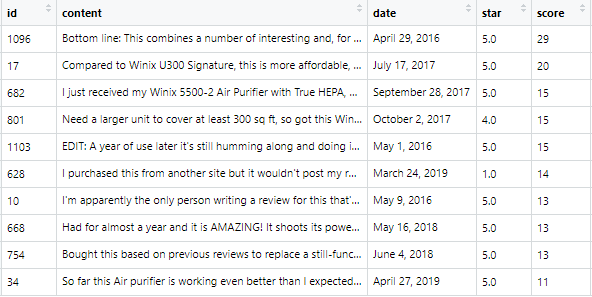 id content date star score
1096 Bottom line: This combines a number of interesting and, for ... April 29, 2016 5.0 29
17 Compared to Winix U300 Signature, this is more affordable, ... July 17, 2017 5.0 20
682 I just received my Winix 5500-2 Air Purifier with True HEPA, ... September 28, 2017 5.0 15
801 Need a larger unit to cover at least 300 sq ft, so got this Win... October 2, 2017 4.0 15
1103 EDIT: A year of use later it's still humming along and doing i... May 1, 2016 5.0 15
628 I purchased this from another site but it wouldn't post my r... March 24, 2019 1.0 14
10 I'm apparently the only person writing a review for this that'... May 9, 2016 5.0 13
668 Had for almost a year and it is AMAZING! It shoots its powe... May 16, 2018 5.0 13
754 Bought this based on previous reviews to replace a still-func... June 4, 2018 5.0 13
34 So far this Air purifier is working even better than I expected... April 27, 2019 5.0 11